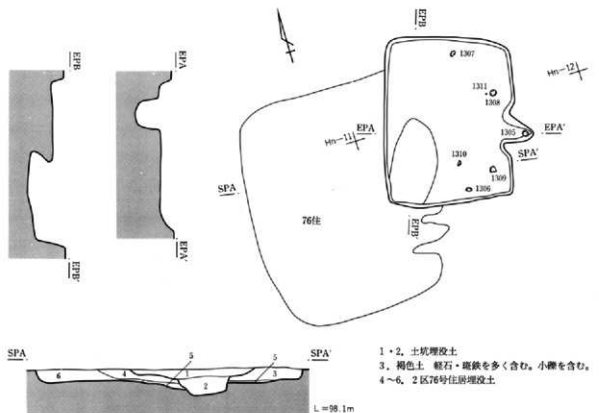 EPB
EPB
EPA
1307
Hn-12
1311
1308
EPA
Hn-11
1305
EPA'
SPA'
1310
1309
SPA
1306
76住
EPB'
EPA'
EPB'
SPA
5
5
SPA'
6
4
1
3
2
L=98.1m
1・2. 土坑埋没土
3. 褐色土 軽石・斑鉄を多く含む。小礫を含む。
4～6. 2区76号住居埋没土